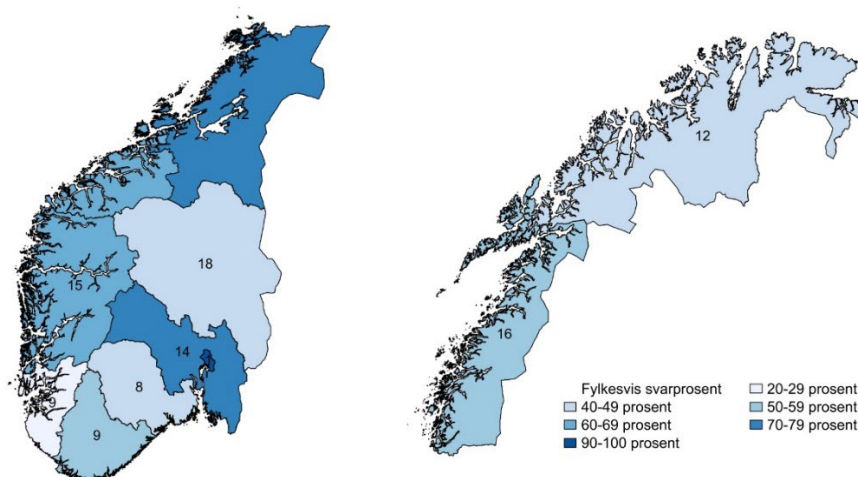 12
18
15
14
8
9
16
Fylkesvis svarprosent
20-29 prosent
40-49 prosent
50-59 prosent
60-69 prosent
70-79 prosent
90-100 prosent